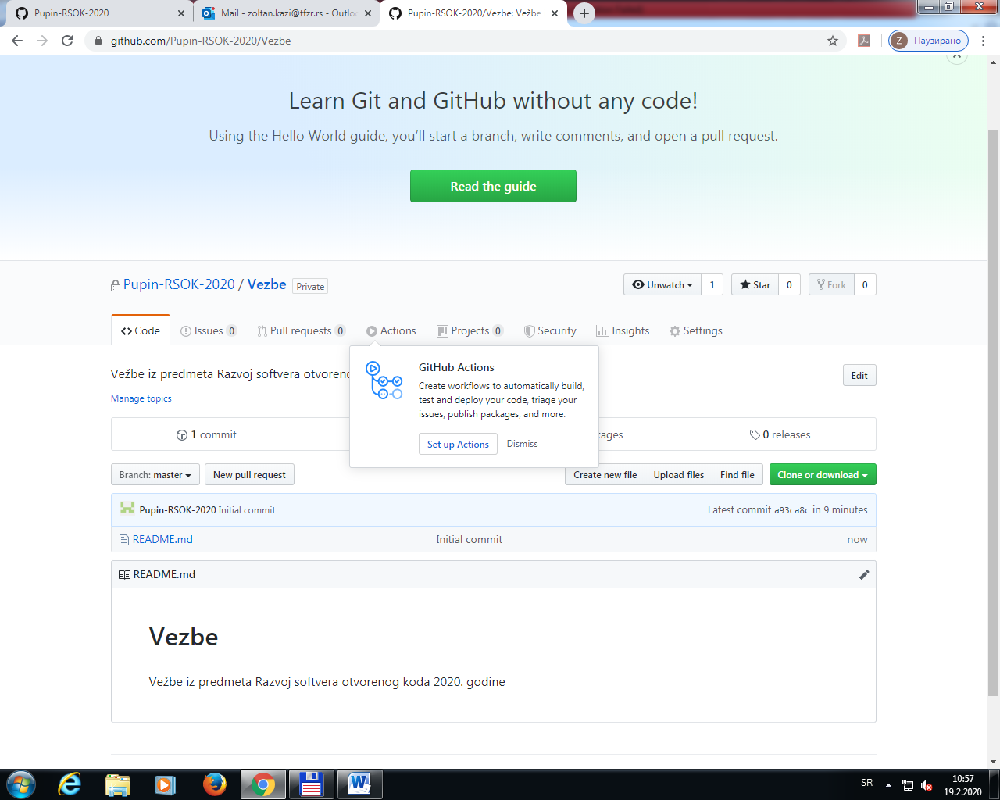 Pupin-RSOK-2020
Mail - zoltan.kazi@tfzr.rs - Outlo
Pupin-RSOK-2020/Vezbe: Vežbe
github.com/Pupin-RSOK-2020/Vezbe
Z Паузирано
Learn Git and GitHub without any code!
Using the Hello World guide, you’ll start a branch, write comments, and open a pull request.
Read the guide
Pupin-RSOK-2020 / Vezbe Private
Unwatch 1 Star 0 Fork 0
Code Issues 0 Pull requests 0 Actions Projects 0 Security Insights Settings
Vežbe iz predmeta Razvoj softvera otvoreno
Edit
Manage topics
GitHub Actions
Create workflows to automatically build,
test and deploy your code, triage your
issues, publish packages, and more.
Set up Actions Dismiss
1 commit
kages
0 releases
Branch: master New pull request
Create new file Upload files Find file Clone or download
Pupin-RSOK-2020 Initial commit
Latest commit a93ca8c in 9 minutes
README.md Initial commit now
README.md
Vezbe
Vežbe iz predmeta Razvoj softvera otvorenog koda 2020. godine
SR
10:57
19.2.2020